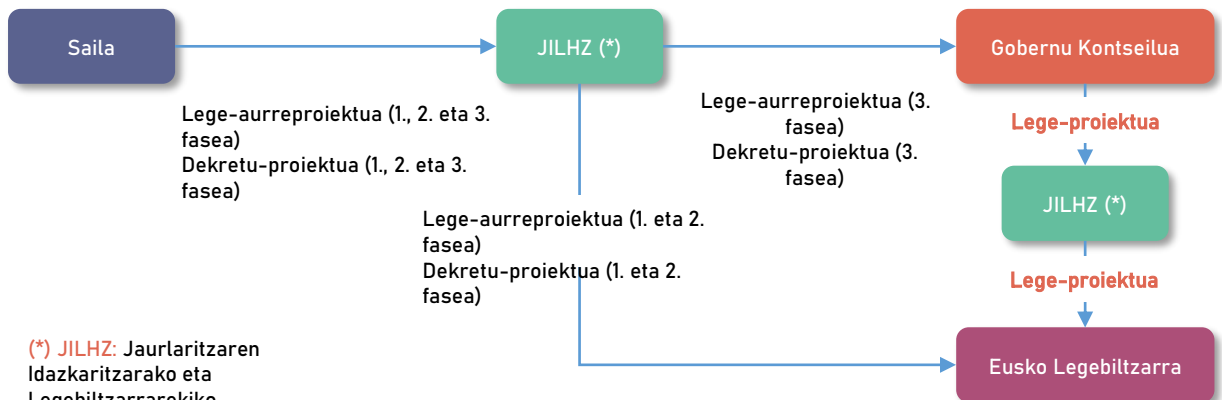 Saila
JILHZ (*)
Gobernu Kontseilua
Lege-aurreproiektua (1., 2. eta 3.
fasea)
Dekretu-proiektua (1., 2. eta 3.
fasea)
Lege-aurreproiektua (3.
fasea)
Dekretu-proiektua (3.
fasea)
Lege-proiektua
JILHZ (*)
Lege-aurreproiektua (1. eta 2.
fasea)
Dekretu-proiektua (1. eta 2.
fasea)
Lege-proiektua
Eusko Legebiltzarra
(*) JILHZ: Jaurlaritzaren
Idazkaritzarako eta
Legebiltzarrarekiko